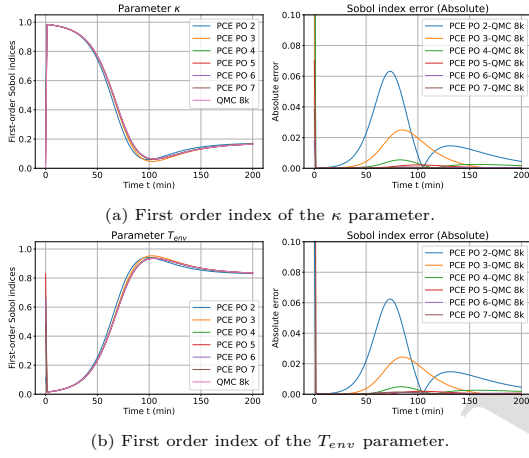 Parameter κ
Sobol index error (Absolute)
First-order Sobol indices
1.0
0.8
0.6
0.4
0.2
0.0
PCE PO 2
PCE PO 3
PCE PO 4
PCE PO 5
PCE PO 6
PCE PO 7
QMC 8k
0 50 100 150 200
Time t (min)
Absolute error
0.10
0.08
0.06
0.04
0.02
0.00
PCE PO 2-QMC 8k
PCE PO 3-QMC 8k
PCE PO 4-QMC 8k
PCE PO 5-QMC 8k
PCE PO 6-QMC 8k
PCE PO 7-QMC 8k
0 50 100 150 200
Time t (min)
(a) First order index of the κ parameter.
Parameter T_env
Sobol index error (Absolute)
First-order Sobol indices
1.0
0.8
0.6
0.4
0.2
0.0
PCE PO 2
PCE PO 3
PCE PO 4
PCE PO 5
PCE PO 6
PCE PO 7
QMC 8k
0 50 100 150 200
Time t (min)
Absolute error
0.10
0.08
0.06
0.04
0.02
0.00
PCE PO 2-QMC 8k
PCE PO 3-QMC 8k
PCE PO 4-QMC 8k
PCE PO 5-QMC 8k
PCE PO 6-QMC 8k
PCE PO 7-QMC 8k
0 50 100 150 200
Time t (min)
(b) First order index of the T_env parameter.